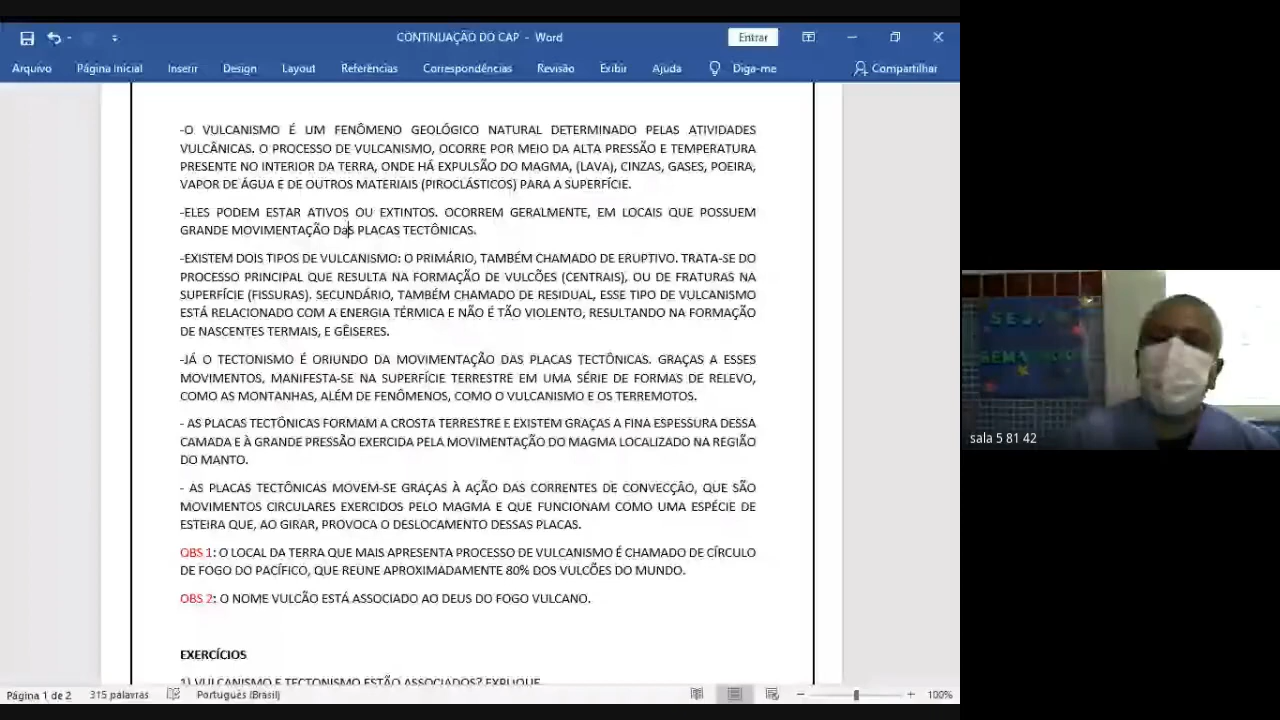 CONTINUAÇÃO DO CAP - Word
Entrar
Arquivo Página Inicial Inserir Design Layout Referências Correspondências Revisão Exibir Ajuda Diga-me Compartilhar
-O VULCANISMO É UM FENÔMENO GEOLÓGICO NATURAL DETERMINADO PELAS ATIVIDADES
VULCÂNICAS. O PROCESSO DE VULCANISMO, OCORRE POR MEIO DA ALTA PRESSÃO E TEMPERATURA
PRESENTE NO INTERIOR DA TERRA, ONDE HÁ EXPULSÃO DO MAGMA, (LAVA), CINZAS, GASES, POEIRA,
VAPOR DE ÁGUA E DE OUTROS MATERIAIS (PIROCLÁSTICOS) PARA A SUPERFÍCIE.
-ELES PODEM ESTAR ATIVOS OU EXTINTOS. OCORREM GERALMENTE, EM LOCAIS QUE POSSUEM
GRANDE MOVIMENTAÇÃO DaS PLACAS TECTÔNICAS.
-EXISTEM DOIS TIPOS DE VULCANISMO: O PRIMÁRIO, TAMBÉM CHAMADO DE ERUPTIVO. TRATA-SE DO
PROCESSO PRINCIPAL QUE RESULTA NA FORMAÇÃO DE VULCÕES (CENTRAIS), OU DE FRATURAS NA
SUPERFÍCIE (FISSURAS). SECUNDÁRIO, TAMBÉM CHAMADO DE RESIDUAL, ESSE TIPO DE VULCANISMO
ESTÁ RELACIONADO COM A ENERGIA TÉRMICA E NÃO É TÃO VIOLENTO, RESULTANDO NA FORMAÇÃO
DE NASCENTES TERMAIS, E GÊISERES.
-JÁ O TECTONISMO É ORIUNDO DA MOVIMENTAÇÃO DAS PLACAS TECTÔNICAS. GRAÇAS A ESSES
MOVIMENTOS, MANIFESTA-SE NA SUPERFÍCIE TERRESTRE EM UMA SÉRIE DE FORMAS DE RELEVO,
COMO AS MONTANHAS, ALÉM DE FENÔMENOS, COMO O VULCANISMO E OS TERREMOTOS.
- AS PLACAS TECTÔNICAS FORMAM A CROSTA TERRESTRE E EXISTEM GRAÇAS A FINA ESPESSURA DESSA
CAMADA E À GRANDE PRESSÃO EXERCIDA PELA MOVIMENTAÇÃO DO MAGMA LOCALIZADO NA REGIÃO
DO MANTO.
- AS PLACAS TECTÔNICAS MOVEM-SE GRAÇAS À AÇÃO DAS CORRENTES DE CONVECÇÃO, QUE SÃO
MOVIMENTOS CIRCULARES EXERCIDOS PELO MAGMA E QUE FUNCIONAM COMO UMA ESPÉCIE DE
ESTEIRA QUE, AO GIRAR, PROVOCA O DESLOCAMENTO DESSAS PLACAS.
OBS 1: O LOCAL DA TERRA QUE MAIS APRESENTA PROCESSO DE VULCANISMO É CHAMADO DE CÍRCULO
DE FOGO DO PACÍFICO, QUE REUNE APROXIMADAMENTE 80% DOS VULCÕES DO MUNDO.
OBS 2: O NOME VULCÃO ESTÁ ASSOCIADO AO DEUS DO FOGO VULCANO.
EXERCÍCIOS
1) VULCANISMO E TECTONISMO ESTÃO ASSOCIADOS? EXPLIQUE
Página 1 de 2 315 palavras Português (Brasil) 100%
sala 5 81 42